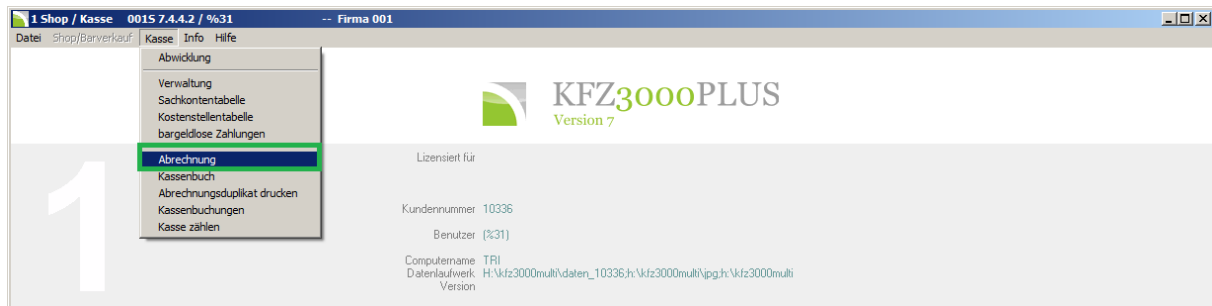 1 Shop / Kasse 001S 7.4.4.2 / %31 -- Firma 001
Datei Shop/Barverkauf Kasse Info Hilfe
Abwicklung
Verwaltung
Sachkontentabelle
Kostenstellentabelle
bargeldlose Zahlungen
Abrechnung
Kassenbuch
Abrechnungsduplikat drucken
Kassenbuchungen
Kasse zählen
KFZ3000PLUS
Version 7
1
Lizensiert für
Kundennummer 10336
Benutzer (%31)
Computername TRI
Datenlaufwerk H:\kfz3000multi\daten_10336;h:\kfz3000multi\jpg;h:\kfz3000multi
Version